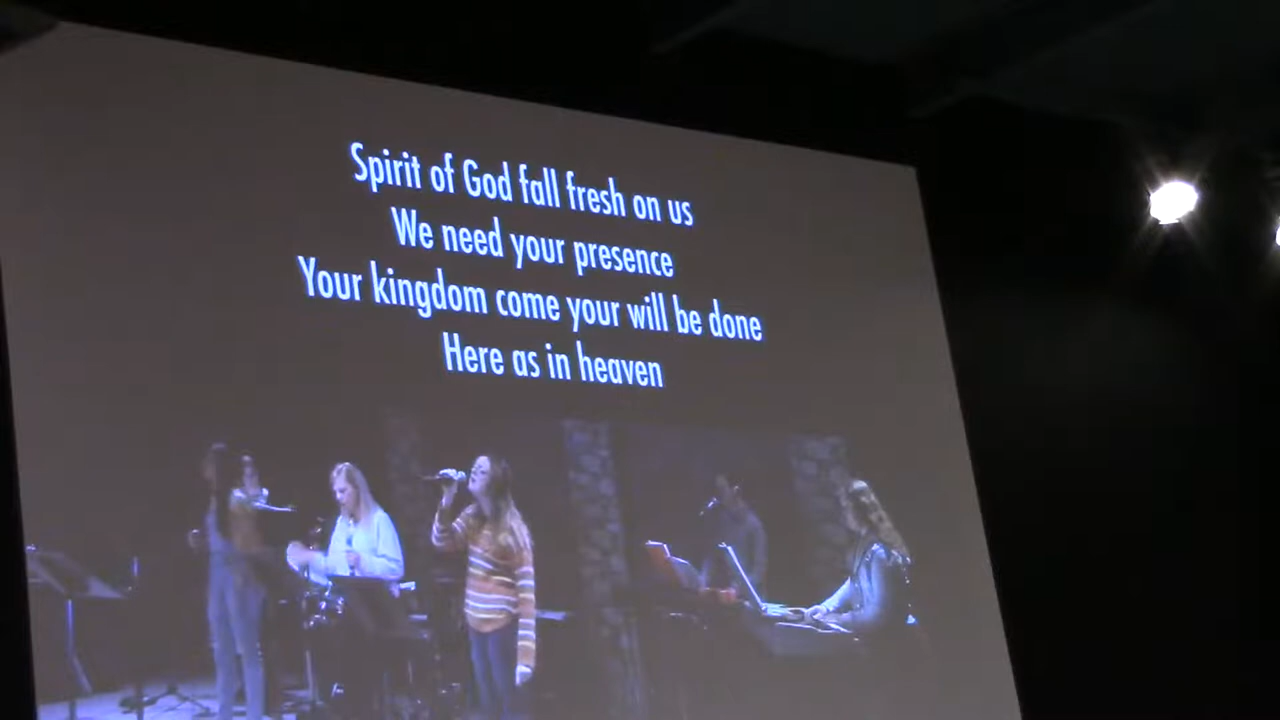 Spirit of God fall fresh on us
We need your presence
Your kingdom come your will be done
Here as in heaven